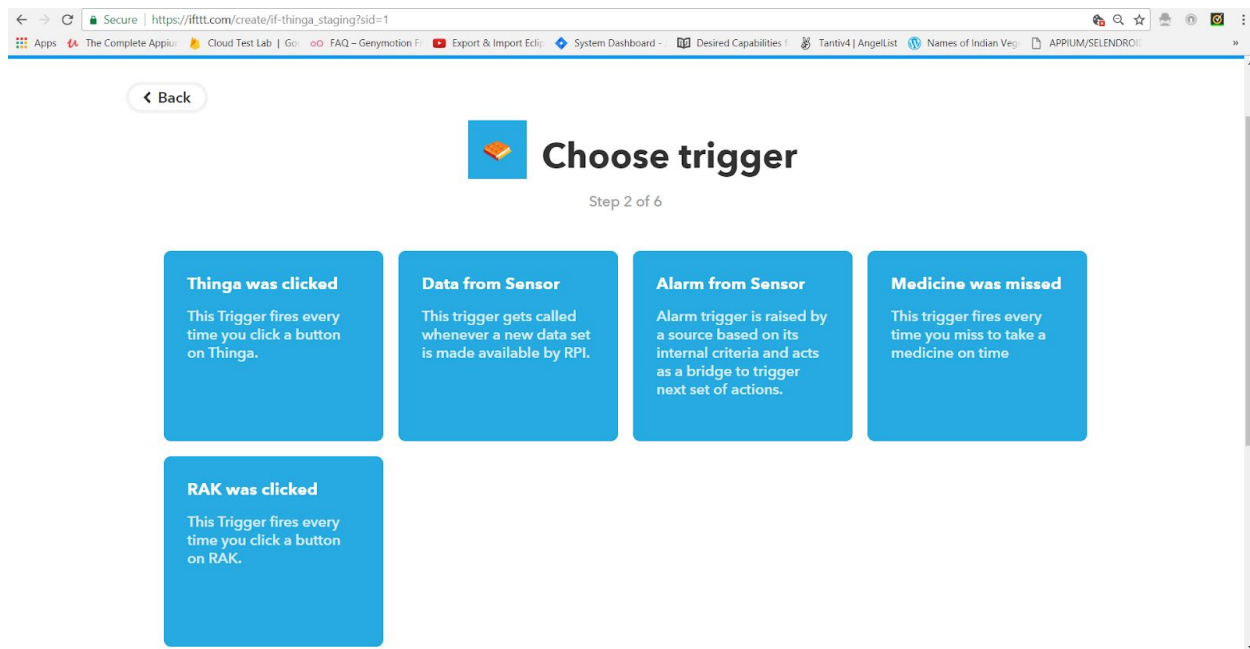 Secure | https://ifttt.com/create/if-thinga_staging?sid=1
Apps The Complete Appiu Cloud Test Lab | Go FAQ – Genymotion F Export & Import Eclip System Dashboard - Desired Capabilities f Tantiv4 | AngelList Names of Indian Veg APPIUM/SELENDROI »
Back
Choose trigger
Step 2 of 6
Thinga was clicked
This Trigger fires every
time you click a button
on Thinga.
Data from Sensor
This trigger gets called
whenever a new data set
is made available by RPI.
Alarm from Sensor
Alarm trigger is raised by
a source based on its
internal criteria and acts
as a bridge to trigger
next set of actions.
Medicine was missed
This trigger fires every
time you miss to take a
medicine on time
RAK was clicked
This Trigger fires every
time you click a button
on RAK.